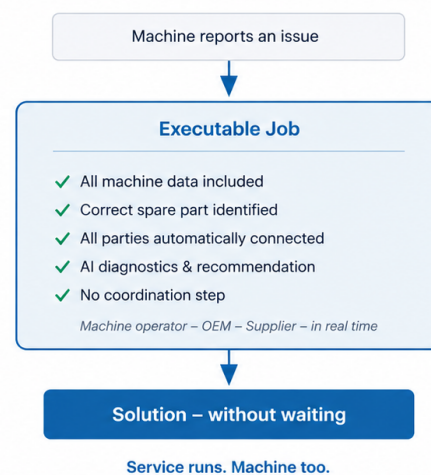 Machine reports an issue
Executable Job
All machine data included
Correct spare part identified
All parties automatically connected
AI diagnostics & recommendation
No coordination step
Machine operator – OEM – Supplier – in real time
Solution – without waiting
Service runs. Machine too.